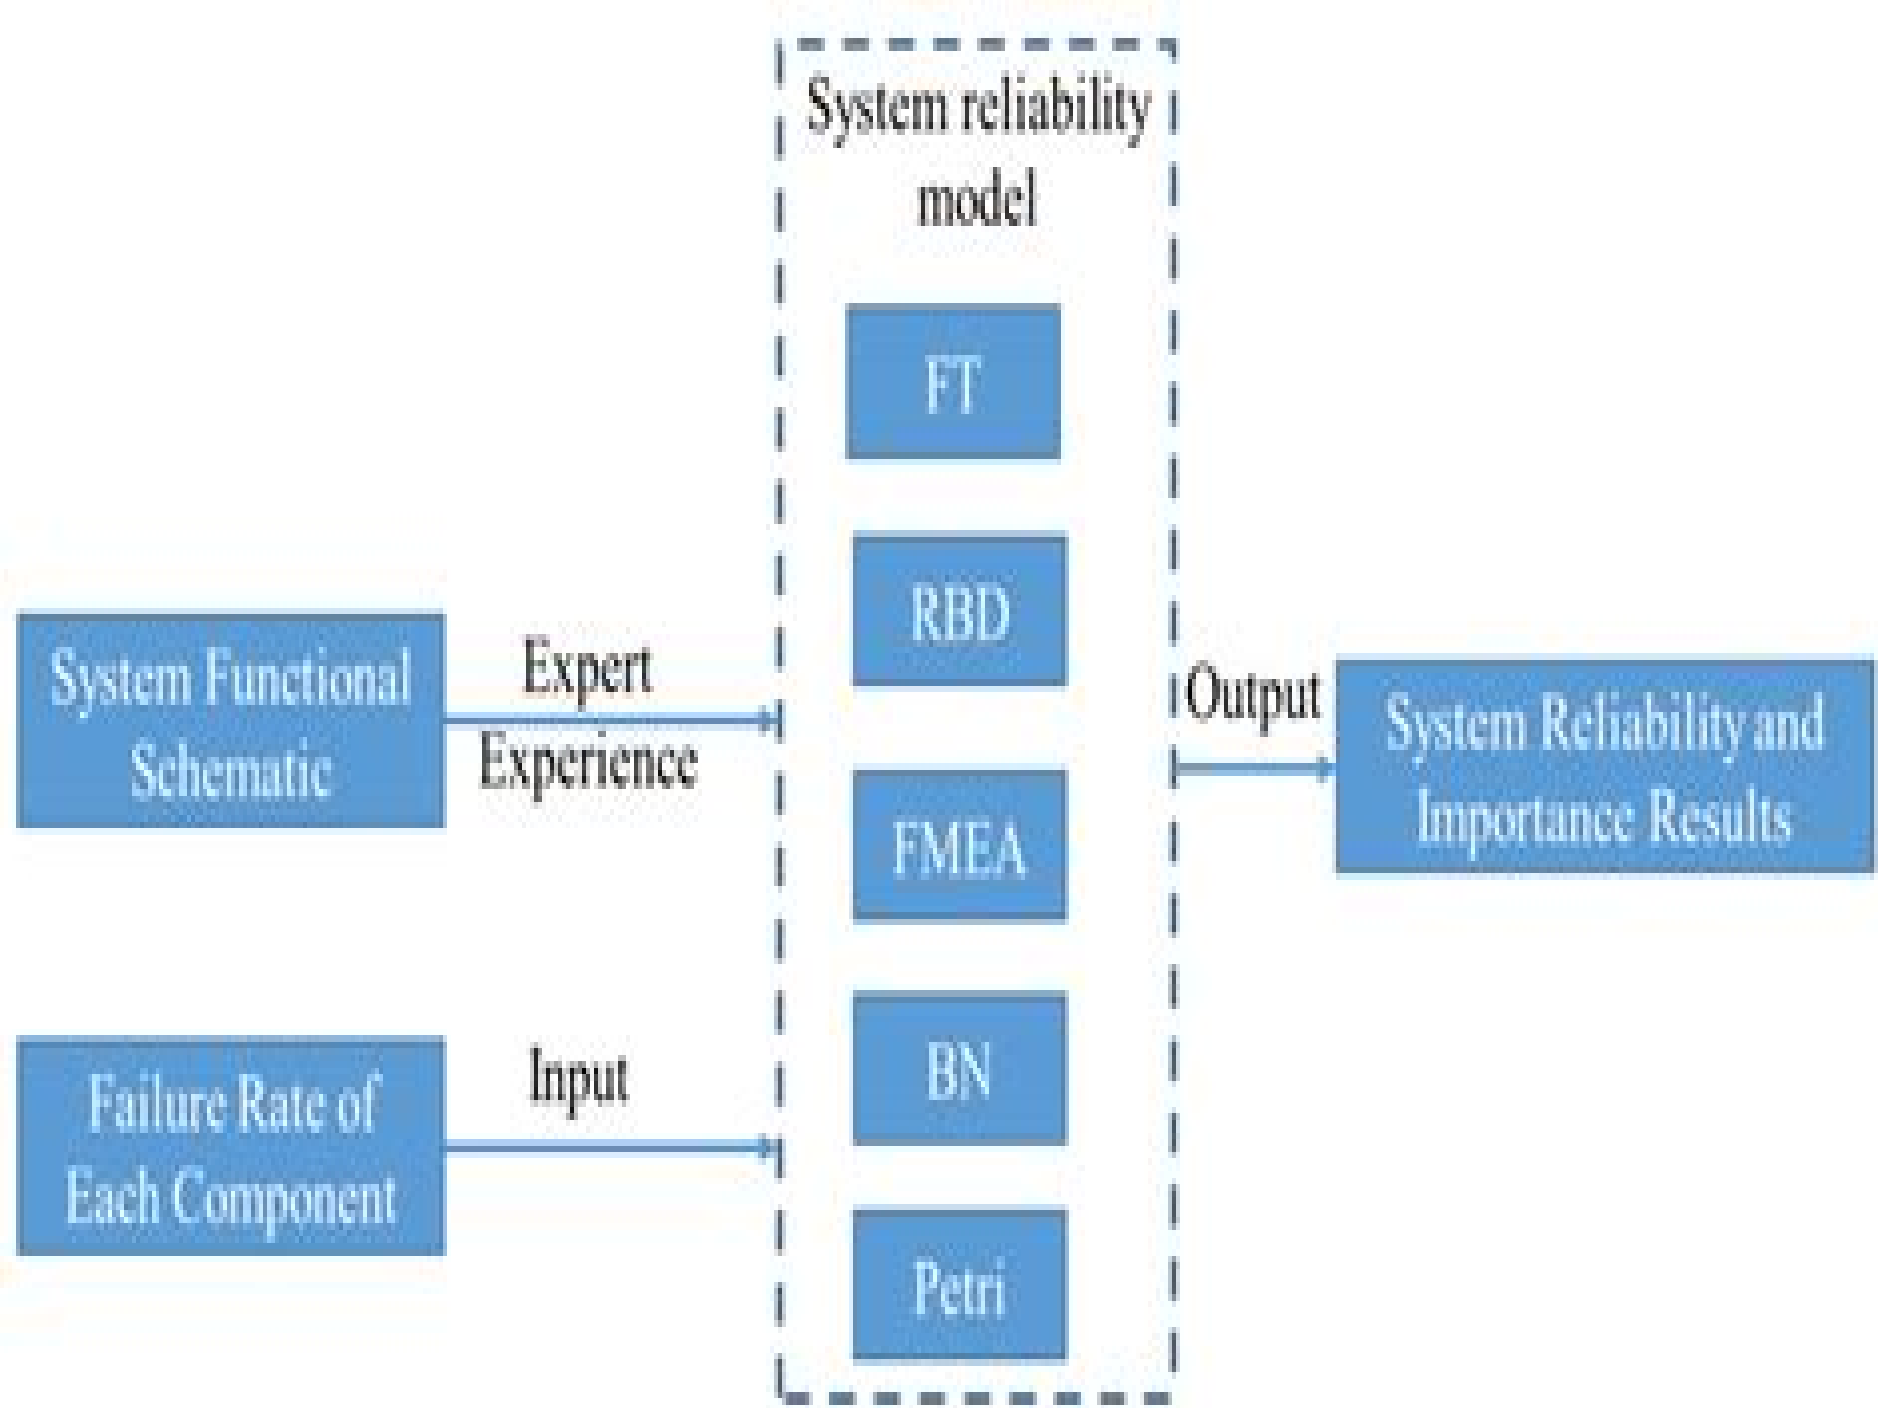 System reliability
model
FT
RBD
FMEA
BN
Petri
System Functional
Schematic
Expert
Experience
Failure Rate of
Each Component
Input
Output
System Reliability and
Importance Results